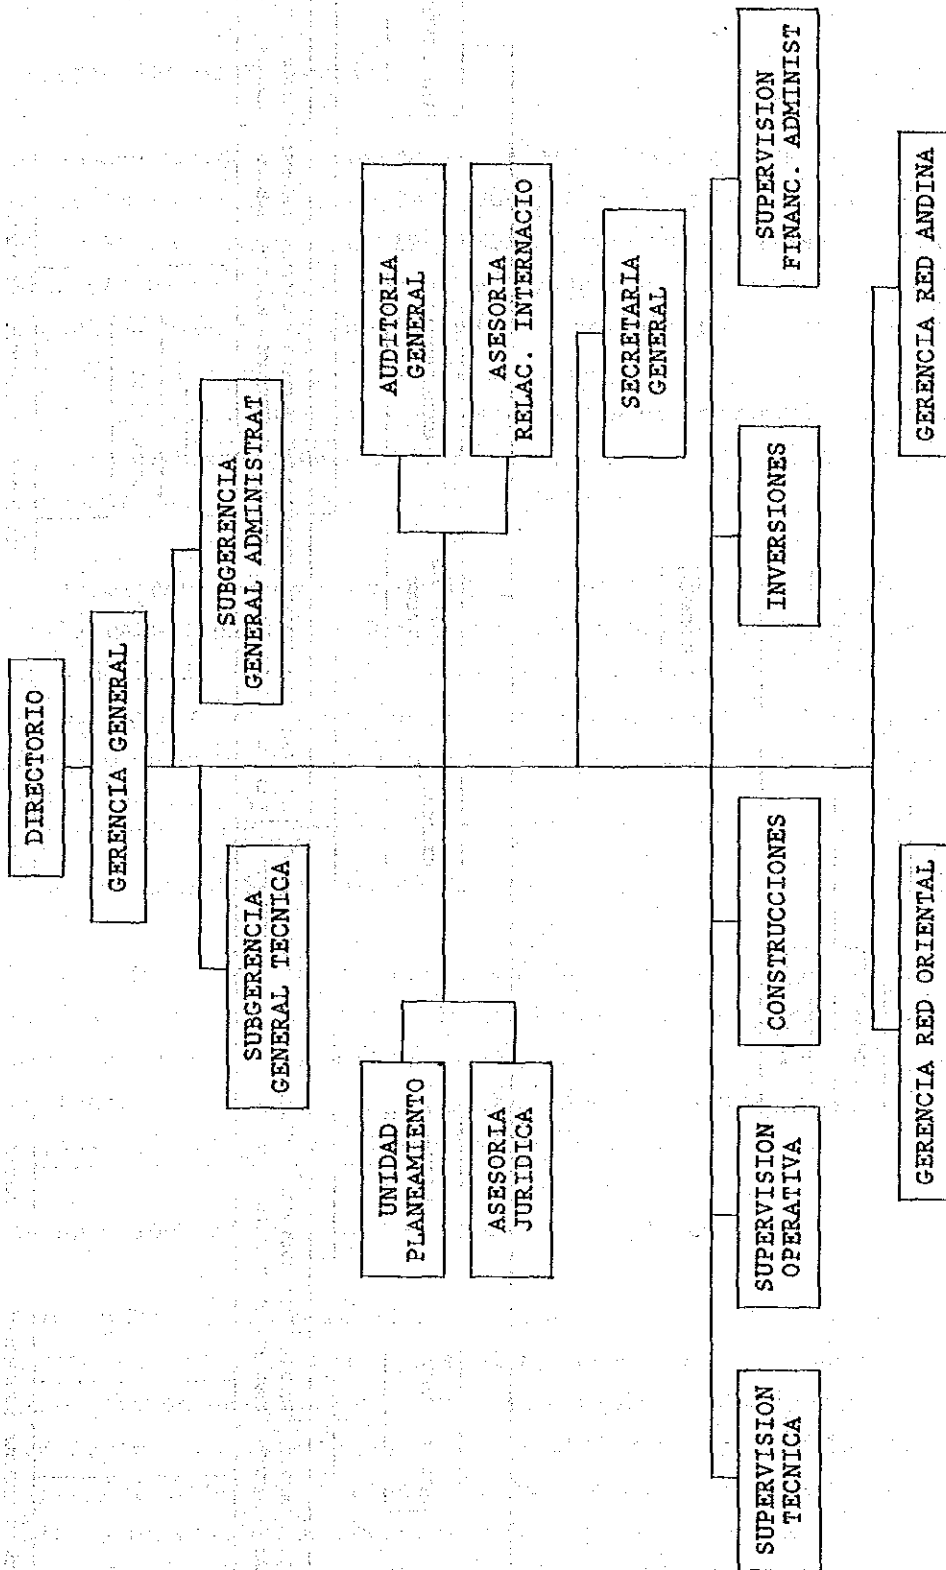 DIRECTORIO
GERENCIA GENERAL
SUBGERENCIA
GENERAL ADMINISTRAT
SUBGERENCIA
GENERAL TECNICA
UNIDAD
PLANEAMIENTO
AUDITORIA
GENERAL
ASESORIA
JURIDICA
ASESORIA
RELAC. INTERNACIO
SECRETARIA
GENERAL
SUPERVISION
TECNICA
SUPERVISION
OPERATIVA
CONSTRUCCIONES
INVERSIONES
SUPERVISION
FINANC. ADMINIST
GERENCIA RED ORIENTAL
GERENCIA RED ANDINA